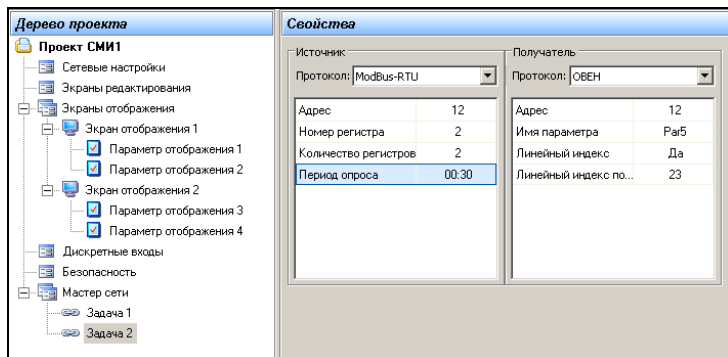 Дерево проекта
Проект СМИ1
Сетевые настройки
Экраны редактирования
Экраны отображения
Экран отображения 1
Параметр отображения 1
Параметр отображения 2
Экран отображения 2
Параметр отображения 3
Параметр отображения 4
Дискретные входы
Безопасность
Мастер сети
Задача 1
Задача 2
Свойства
Источник
Протокол: ModBus-RTU
Адрес 12
Номер регистра 2
Количество регистров 2
Период опроса 00:30
Получатель
Протокол: ОВЕН
Адрес 12
Имя параметра Par5
Линейный индекс Да
Линейный индекс по... 23